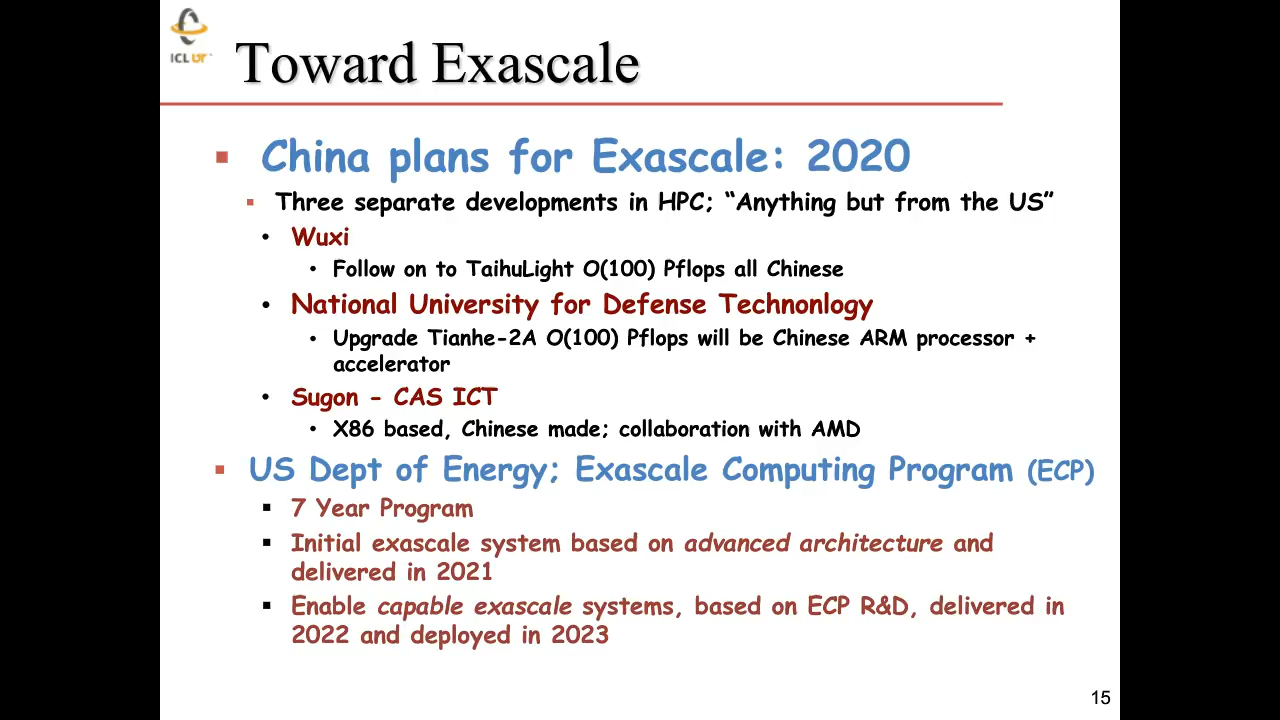 ICL UT
Toward Exascale
China plans for Exascale: 2020
Three separate developments in HPC; “Anything but from the US”
Wuxi
Follow on to TaihuLight O(100) Pflops all Chinese
National University for Defense Technonlogy
Upgrade Tianhe-2A O(100) Pflops will be Chinese ARM processor +
accelerator
Sugon - CAS ICT
X86 based, Chinese made; collaboration with AMD
US Dept of Energy; Exascale Computing Program (ECP)
7 Year Program
Initial exascale system based on advanced architecture and
delivered in 2021
Enable capable exascale systems, based on ECP R&D, delivered in
2022 and deployed in 2023
15